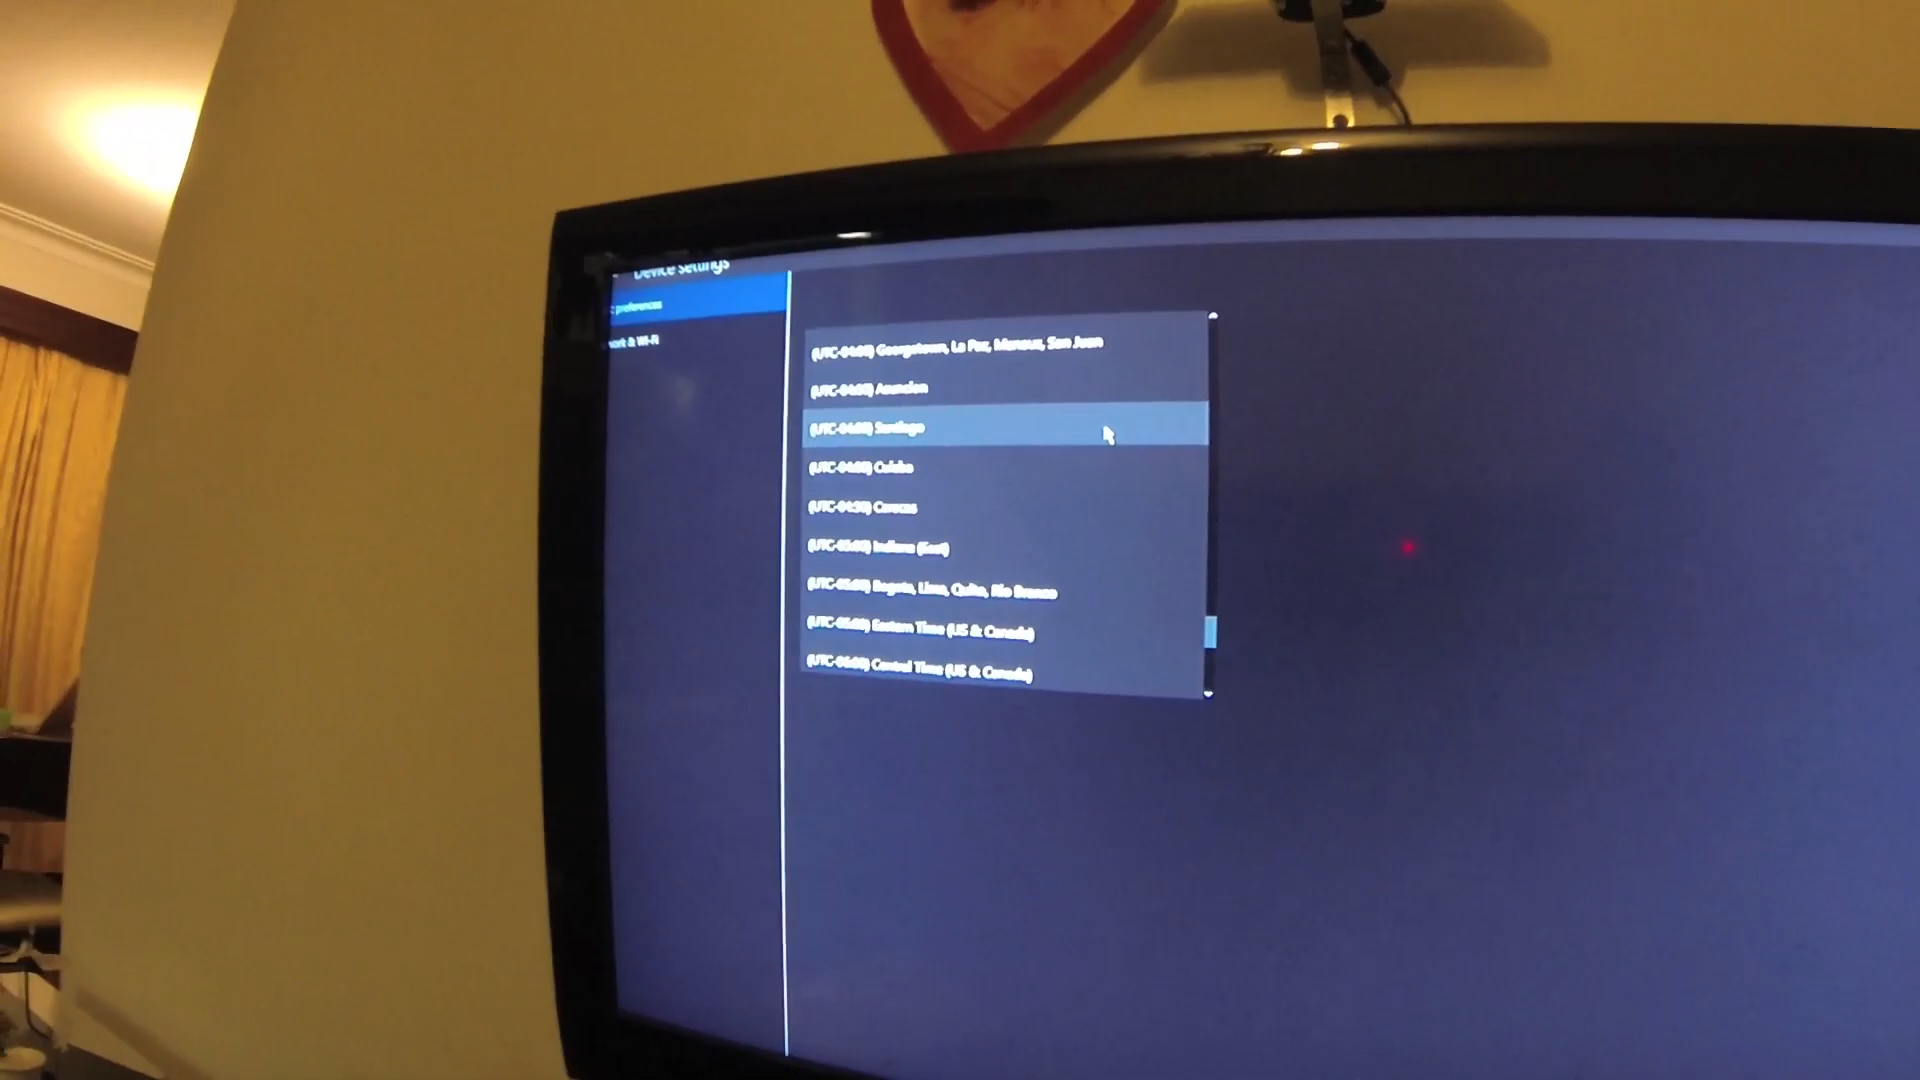 Device settings
preferences
work & Wi-Fi
(UTC-04:00) Georgetown, La Paz, Manaus, San Juan
(UTC-04:00) Asuncion
(UTC-04:00) Santiago
(UTC-04:00) Cuiaba
(UTC-04:30) Caracas
(UTC-05:00) Indiana (East)
(UTC-05:00) Bogota, Lima, Quito, Rio Branco
(UTC-05:00) Eastern Time (US & Canada)
(UTC-06:00) Central Time (US & Canada)